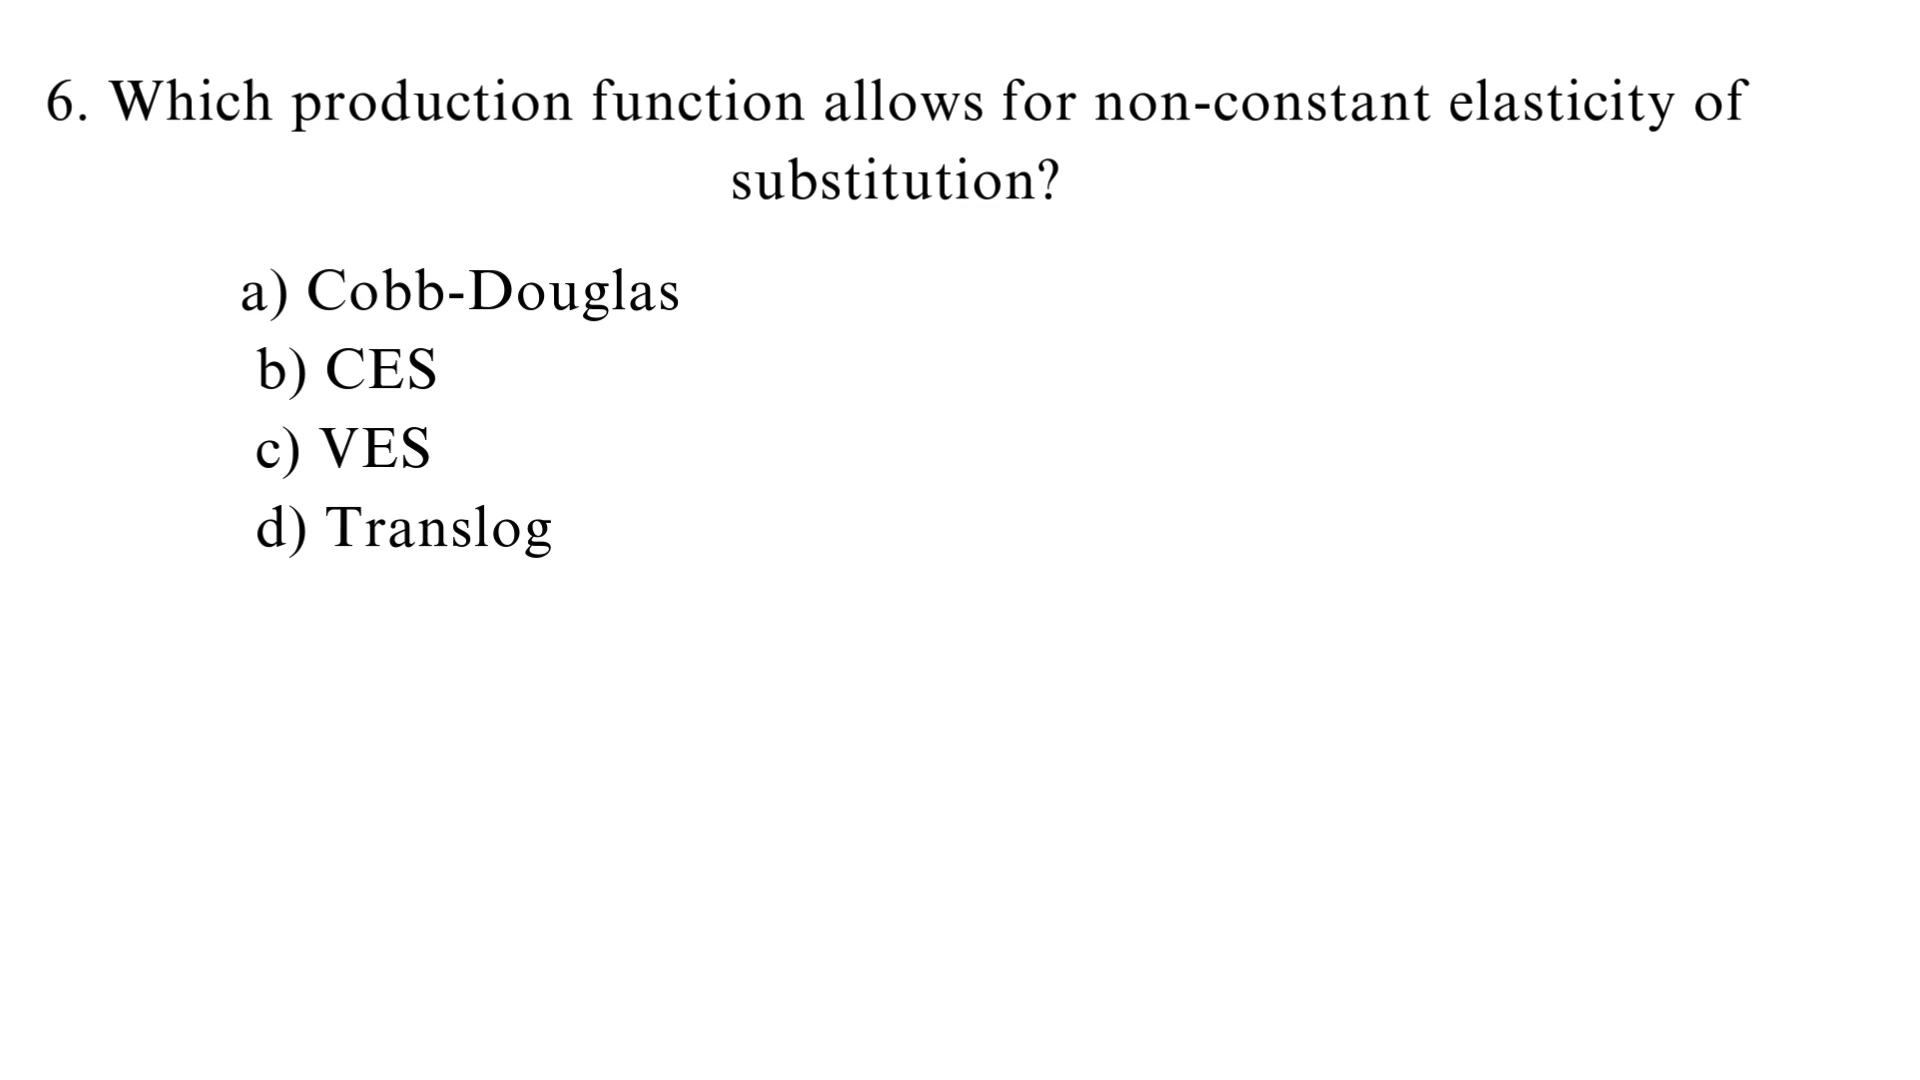 6. Which production function allows for non-constant elasticity of
substitution?
a) Cobb-Douglas
b) CES
c) VES
d) Translog